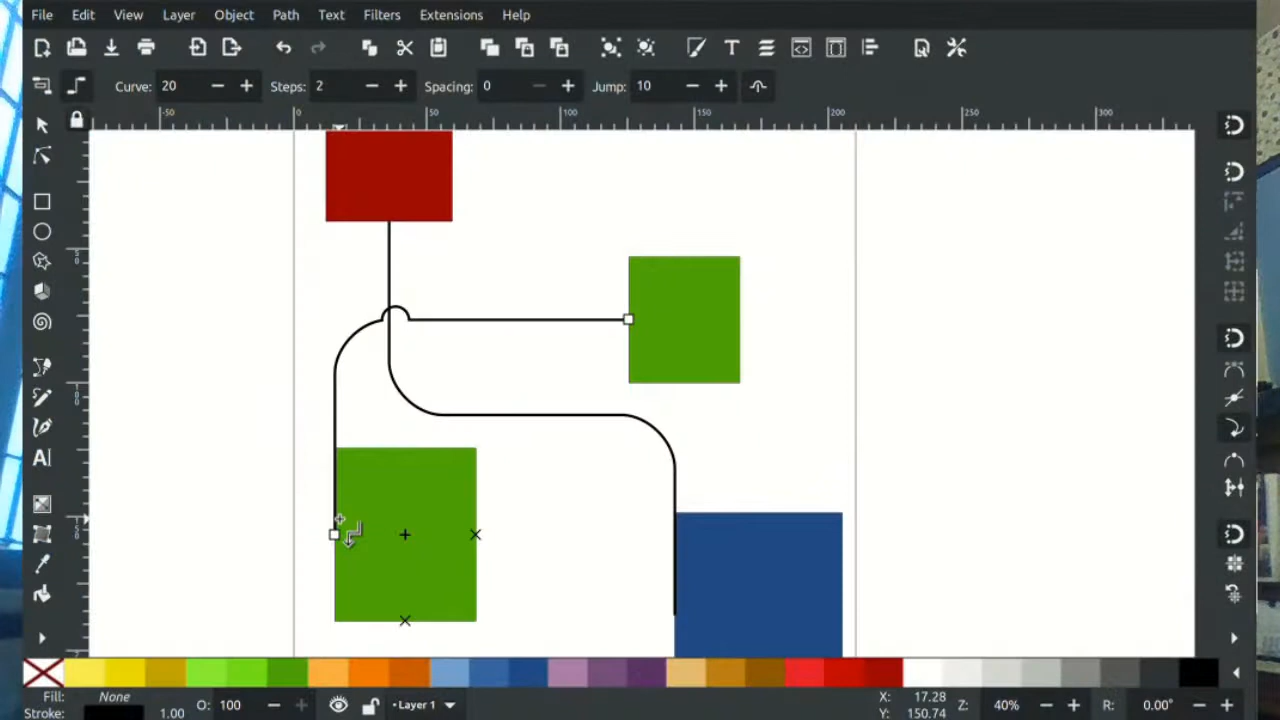 File Edit View Layer Object Path Text Filters Extensions Help
Curve: 20 Steps: 2 Spacing: 0 Jump: 10
-50 0 50 100 150 200 250 300
Fill: None O: 100 Layer 1 X: 17.28 Z: 40% R: 0.00°
Stroke: 1.00 Y: 150.74